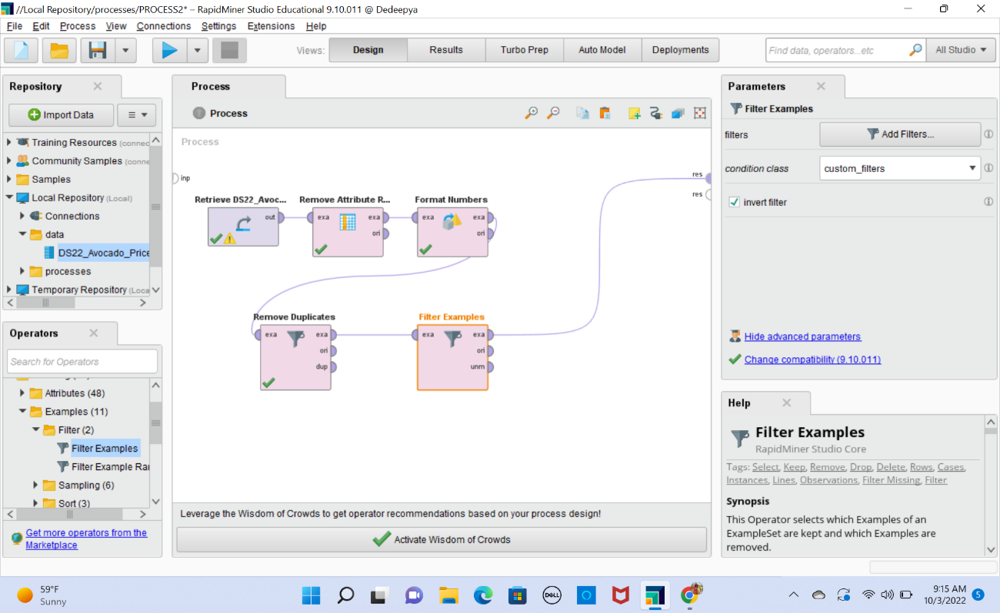 //Local Repository/processes/PROCESS2* – RapidMiner Studio Educational 9.10.011 @ Dedeepya
File Edit Process View Connections Settings Extensions Help
Views: Design Results Turbo Prep Auto Model Deployments Find data, operators...etc All Studio
Repository
Import Data
Training Resources (connec
Community Samples (conne
Samples
Local Repository (Local)
Connections
data
DS22_Avocado_Price
processes
Temporary Repository (Loca
Operators
Search for Operators
Attributes (48)
Examples (11)
Filter (2)
Filter Examples
Filter Example Ra
Sampling (6)
Sort (3)
Get more operators from the
Marketplace
Process
Process
Process
inp
res
res
Retrieve DS22_Avoc... Remove Attribute R... Format Numbers
out exa exa exa exa
ori ori
Remove Duplicates Filter Examples
exa exa exa exa
ori ori
dup unm
Leverage the Wisdom of Crowds to get operator recommendations based on your process design!
Activate Wisdom of Crowds
Parameters
Filter Examples
filters Add Filters...
condition class custom_filters
invert filter
Hide advanced parameters
Change compatibility (9.10.011)
Help
Filter Examples
RapidMiner Studio Core
Tags: Select, Keep, Remove, Drop, Delete, Rows, Cases,
Instances, Lines, Observations, Filter Missing, Filter
Synopsis
This Operator selects which Examples of an
ExampleSet are kept and which Examples are
removed.
59°F
Sunny
DELL
9:15 AM
10/3/2022
5